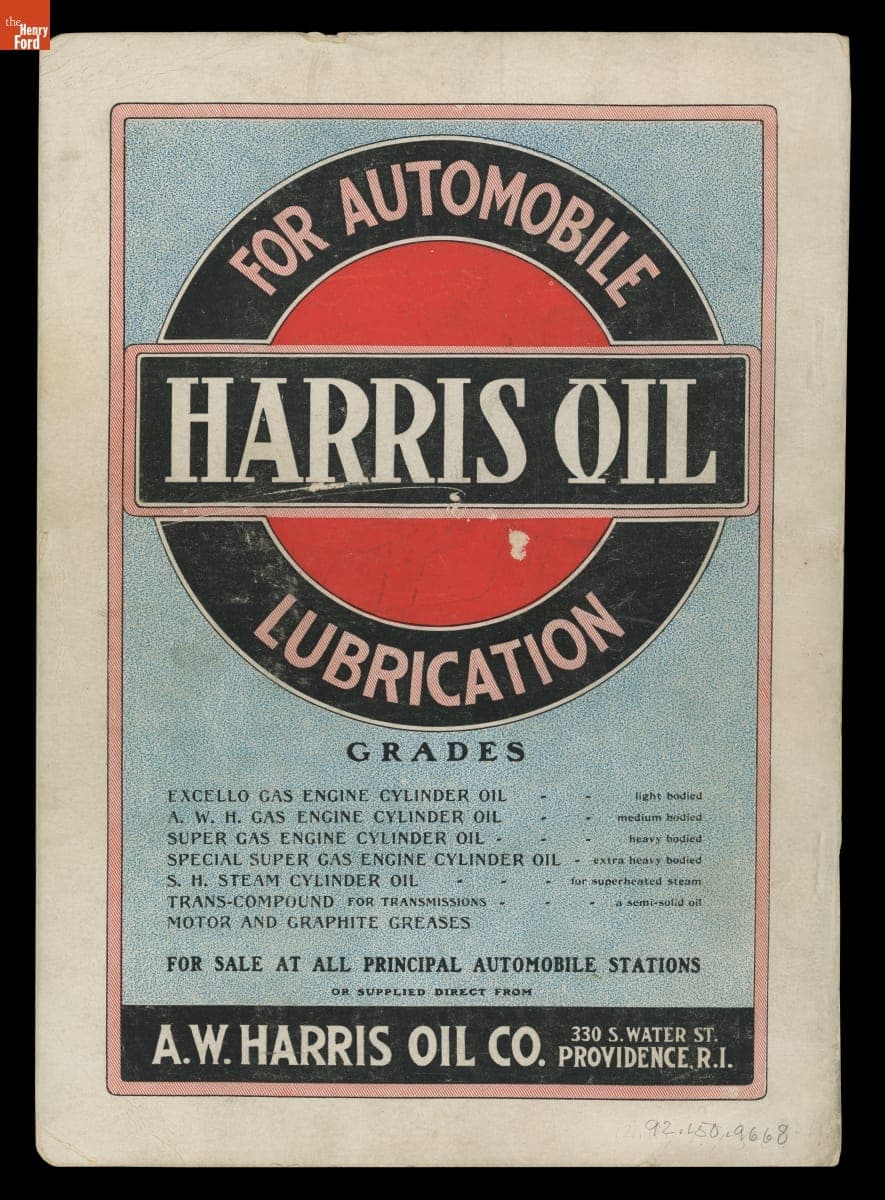 the
Henry
Ford
FOR AUTOMOBILE
HARRIS OIL
LUBRICATION
GRADES
EXCELLO GAS ENGINE CYLINDER OIL - - light bodied
A. W. H. GAS ENGINE CYLINDER OIL - - medium bodied
SUPER GAS ENGINE CYLINDER OIL - - - heavy bodied
SPECIAL SUPER GAS ENGINE CYLINDER OIL - extra heavy bodied
S. H. STEAM CYLINDER OIL - - - for superheated steam
TRANS-COMPOUND FOR TRANSMISSIONS - - - a semi-solid oil
MOTOR AND GRAPHITE GREASES
FOR SALE AT ALL PRINCIPAL AUTOMOBILE STATIONS
OR SUPPLIED DIRECT FROM
A.W. HARRIS OIL CO. 330 S. WATER ST.
PROVIDENCE, R.I.
92.150.9668